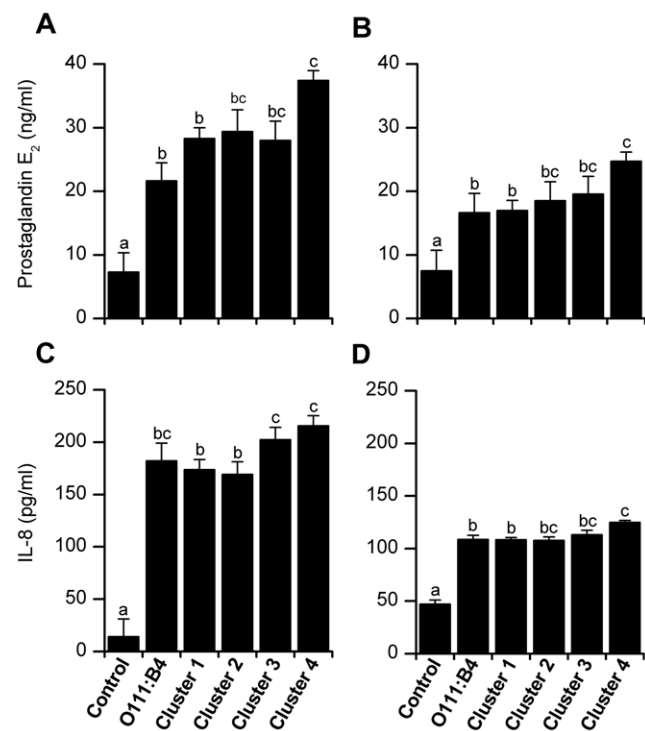 A
B
Prostaglandin E2 (ng/ml)
40
30
20
10
0
a
b
b
bc
bc
c
40
30
20
10
0
a
b
b
bc
bc
c
C
D
IL-8 (pg/ml)
250
200
150
100
50
0
a
bc
b
b
c
c
250
200
150
100
50
0
a
b
b
bc
bc
c
Control
O111:B4
Cluster 1
Cluster 2
Cluster 3
Cluster 4
Control
O111:B4
Cluster 1
Cluster 2
Cluster 3
Cluster 4